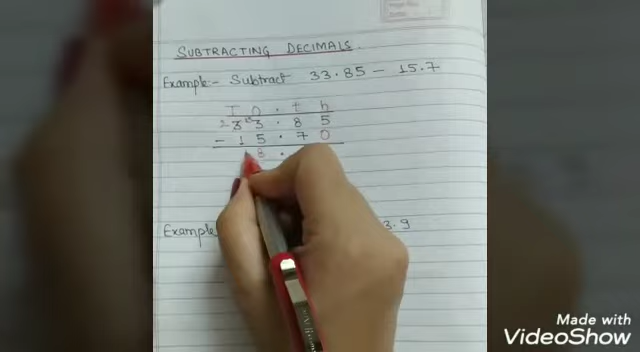 SUBTRACTING DECIMALS.
Example:- Subtract 33.85 - 15.7
T O . t h
2 3 13 . 8 5
- 1 5 . 7 0
1 8 .
Example 3.9
Made with
VideoShow